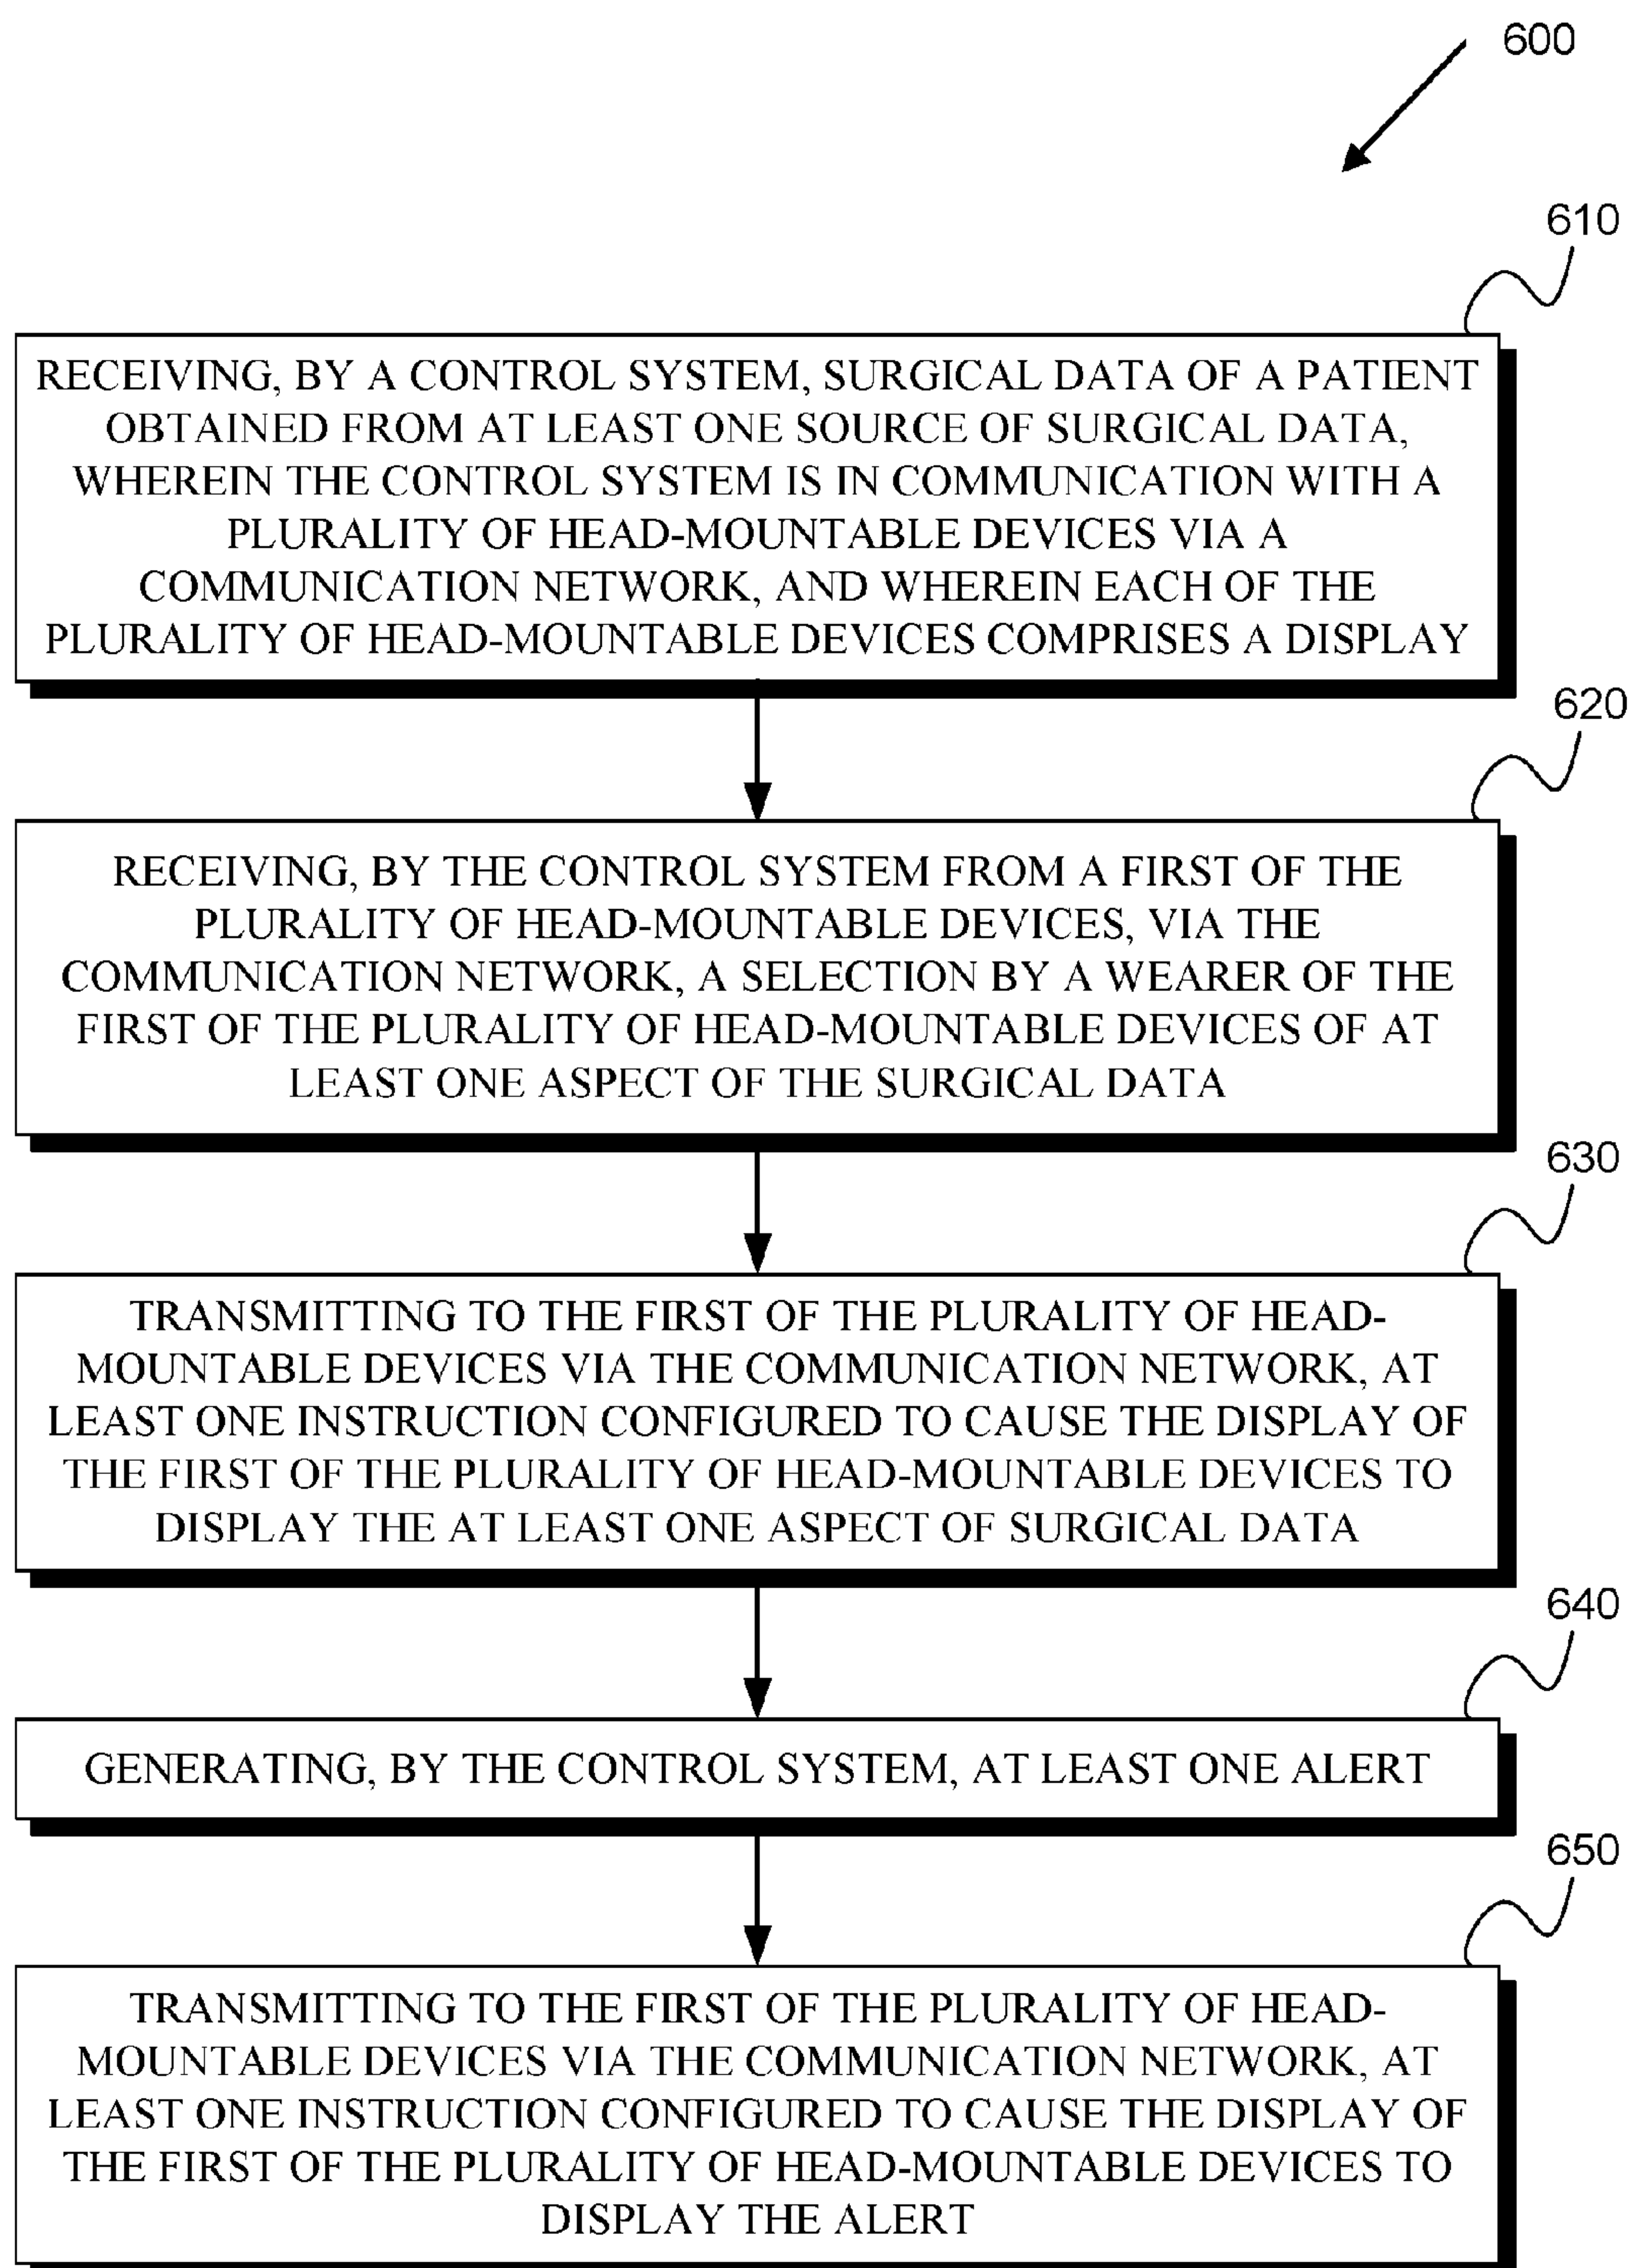 600
610
RECEIVING, BY A CONTROL SYSTEM, SURGICAL DATA OF A PATIENT
OBTAINED FROM AT LEAST ONE SOURCE OF SURGICAL DATA,
WHEREIN THE CONTROL SYSTEM IS IN COMMUNICATION WITH A
PLURALITY OF HEAD-MOUNTABLE DEVICES VIA A
COMMUNICATION NETWORK, AND WHEREIN EACH OF THE
PLURALITY OF HEAD-MOUNTABLE DEVICES COMPRISES A DISPLAY
620
RECEIVING, BY THE CONTROL SYSTEM FROM A FIRST OF THE
PLURALITY OF HEAD-MOUNTABLE DEVICES, VIA THE
COMMUNICATION NETWORK, A SELECTION BY A WEARER OF THE
FIRST OF THE PLURALITY OF HEAD-MOUNTABLE DEVICES OF AT
LEAST ONE ASPECT OF THE SURGICAL DATA
630
TRANSMITTING TO THE FIRST OF THE PLURALITY OF HEAD-
MOUNTABLE DEVICES VIA THE COMMUNICATION NETWORK, AT
LEAST ONE INSTRUCTION CONFIGURED TO CAUSE THE DISPLAY OF
THE FIRST OF THE PLURALITY OF HEAD-MOUNTABLE DEVICES TO
DISPLAY THE AT LEAST ONE ASPECT OF SURGICAL DATA
640
GENERATING, BY THE CONTROL SYSTEM, AT LEAST ONE ALERT
650
TRANSMITTING TO THE FIRST OF THE PLURALITY OF HEAD-
MOUNTABLE DEVICES VIA THE COMMUNICATION NETWORK, AT
LEAST ONE INSTRUCTION CONFIGURED TO CAUSE THE DISPLAY OF
THE FIRST OF THE PLURALITY OF HEAD-MOUNTABLE DEVICES TO
DISPLAY THE ALERT